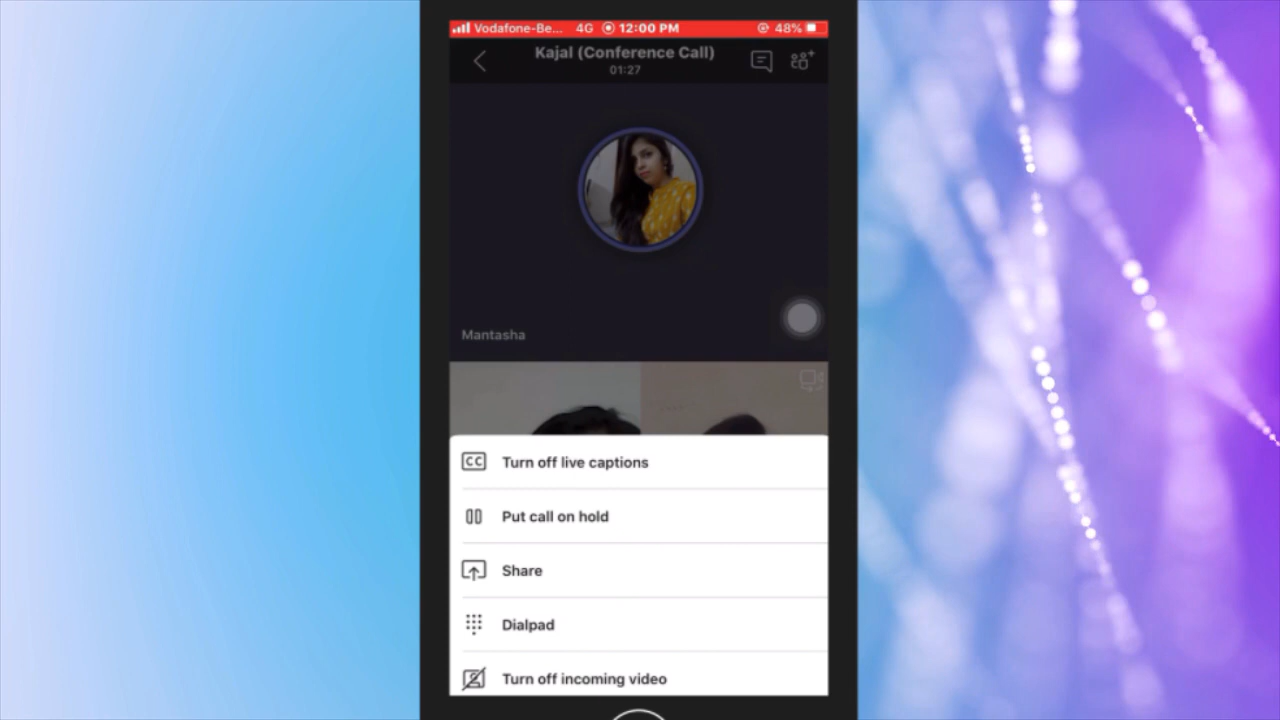 Vodafone-Be... 4G 12:00 PM 48%
Kajal (Conference Call)
01:27
Mantasha
CC Turn off live captions
Put call on hold
Share
Dialpad
Turn off incoming video